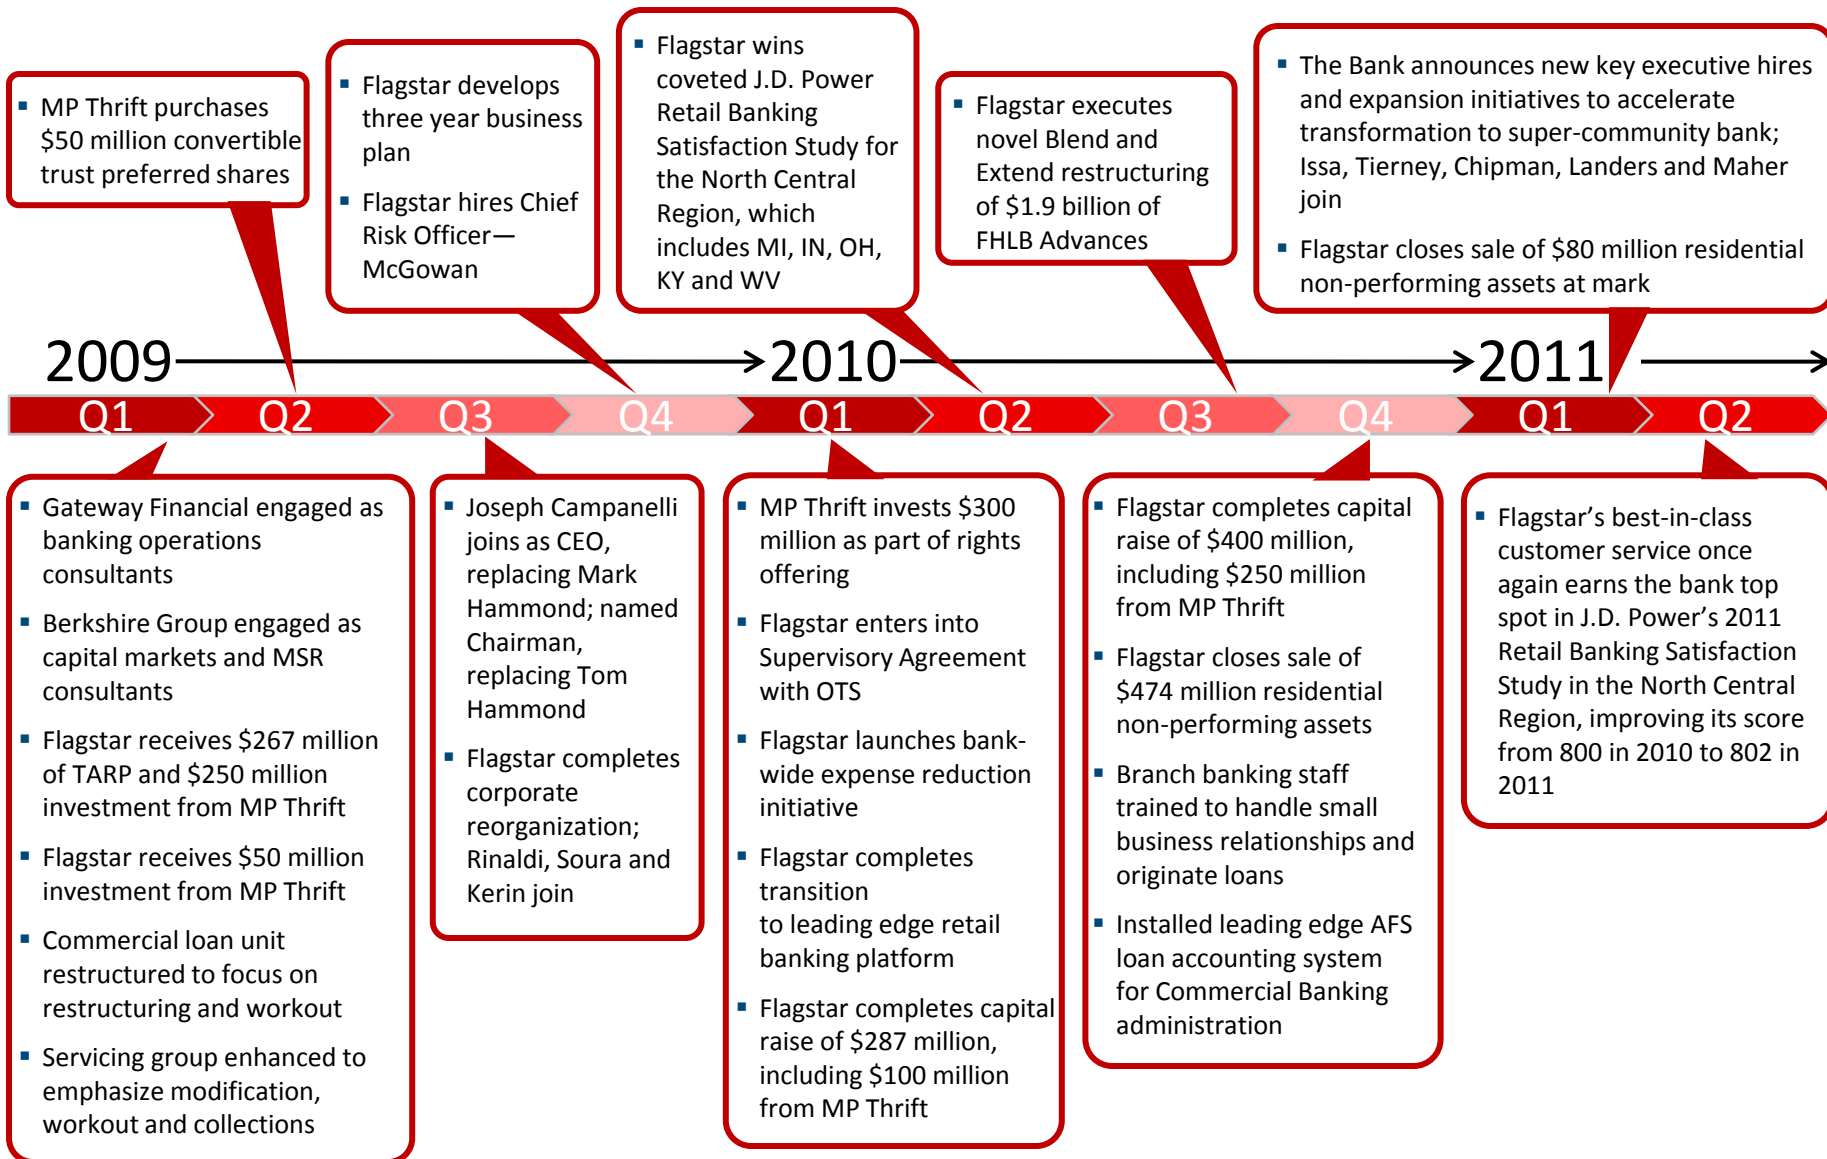 MP Thrift purchases
$50 million convertible
trust preferred shares
Flagstar develops
three year business
plan
Flagstar hires Chief
Risk Officer—
McGowan
Flagstar wins
coveted J.D. Power
Retail Banking
Satisfaction Study for
the North Central
Region, which
includes MI, IN, OH,
KY and WV
Flagstar executes
novel Blend and
Extend restructuring
of $1.9 billion of
FHLB Advances
The Bank announces new key executive hires
and expansion initiatives to accelerate
transformation to super-community bank;
Issa, Tierney, Chipman, Landers and Maher
join
Flagstar closes sale of $80 million residential
non-performing assets at mark
2009 2010 2011
Q1 Q2 Q3 Q4 Q1 Q2 Q3 Q4 Q1 Q2
Gateway Financial engaged as
banking operations
consultants
Berkshire Group engaged as
capital markets and MSR
consultants
Flagstar receives $267 million
of TARP and $250 million
investment from MP Thrift
Flagstar receives $50 million
investment from MP Thrift
Commercial loan unit
restructured to focus on
restructuring and workout
Servicing group enhanced to
emphasize modification,
workout and collections
Joseph Campanelli
joins as CEO,
replacing Mark
Hammond; named
Chairman,
replacing Tom
Hammond
Flagstar completes
corporate
reorganization;
Rinaldi, Soura and
Kerin join
MP Thrift invests $300
million as part of rights
offering
Flagstar enters into
Supervisory Agreement
with OTS
Flagstar launches bank-
wide expense reduction
initiative
Flagstar completes
transition
to leading edge retail
banking platform
Flagstar completes capital
raise of $287 million,
including $100 million
from MP Thrift
Flagstar completes capital
raise of $400 million,
including $250 million
from MP Thrift
Flagstar closes sale of
$474 million residential
non-performing assets
Branch banking staff
trained to handle small
business relationships and
originate loans
Installed leading edge AFS
loan accounting system
for Commercial Banking
administration
Flagstar’s best-in-class
customer service once
again earns the bank top
spot in J.D. Power’s 2011
Retail Banking Satisfaction
Study in the North Central
Region, improving its score
from 800 in 2010 to 802 in
2011